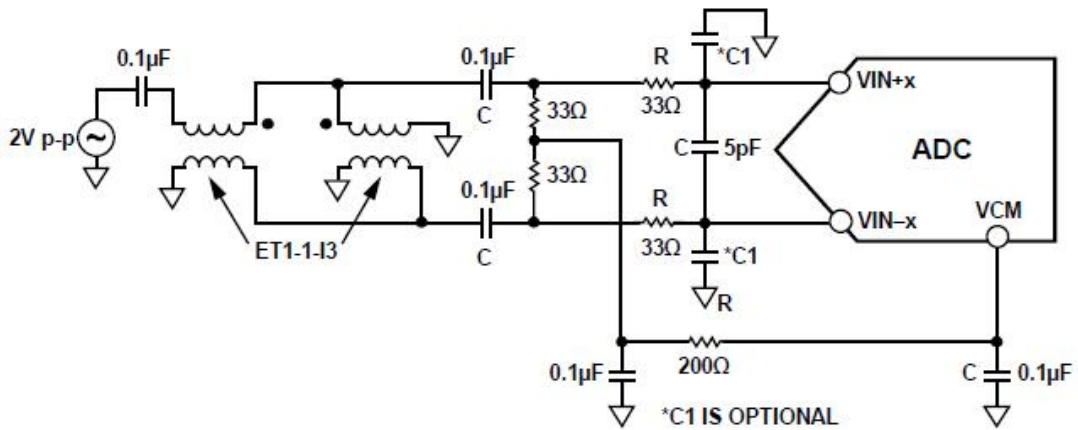 0.1µF
0.1µF
C
R
33Ω
*C1
VIN+x
2V p-p
33Ω
33Ω
C
5pF
ADC
0.1µF
C
R
33Ω
*C1
VIN–x
VCM
ET1-1-I3
R
0.1µF
200Ω
C
0.1µF
*C1 IS OPTIONAL